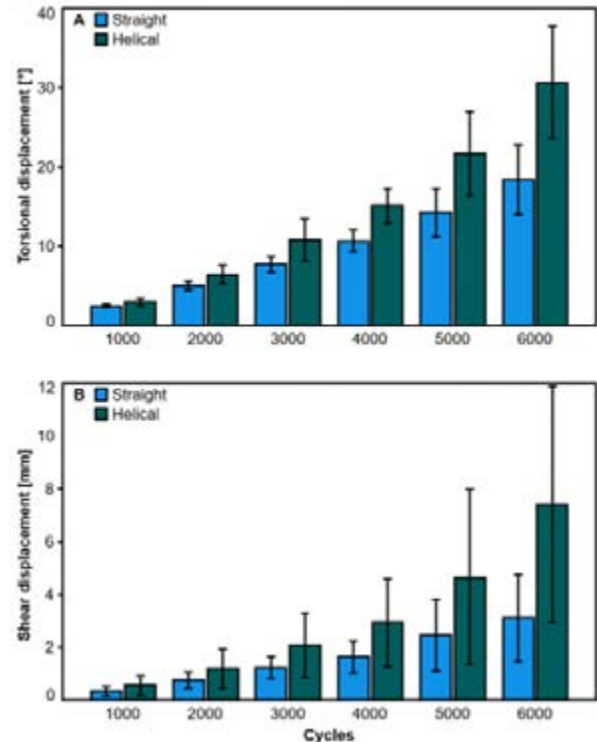 40
A Straight
Helical
30
20
10
0
Torsional displacement [°]
1000 2000 3000 4000 5000 6000
12
B Straight
Helical
10
8
6
4
2
0
Shear displacement [mm]
1000 2000 3000 4000 5000 6000
Cycles